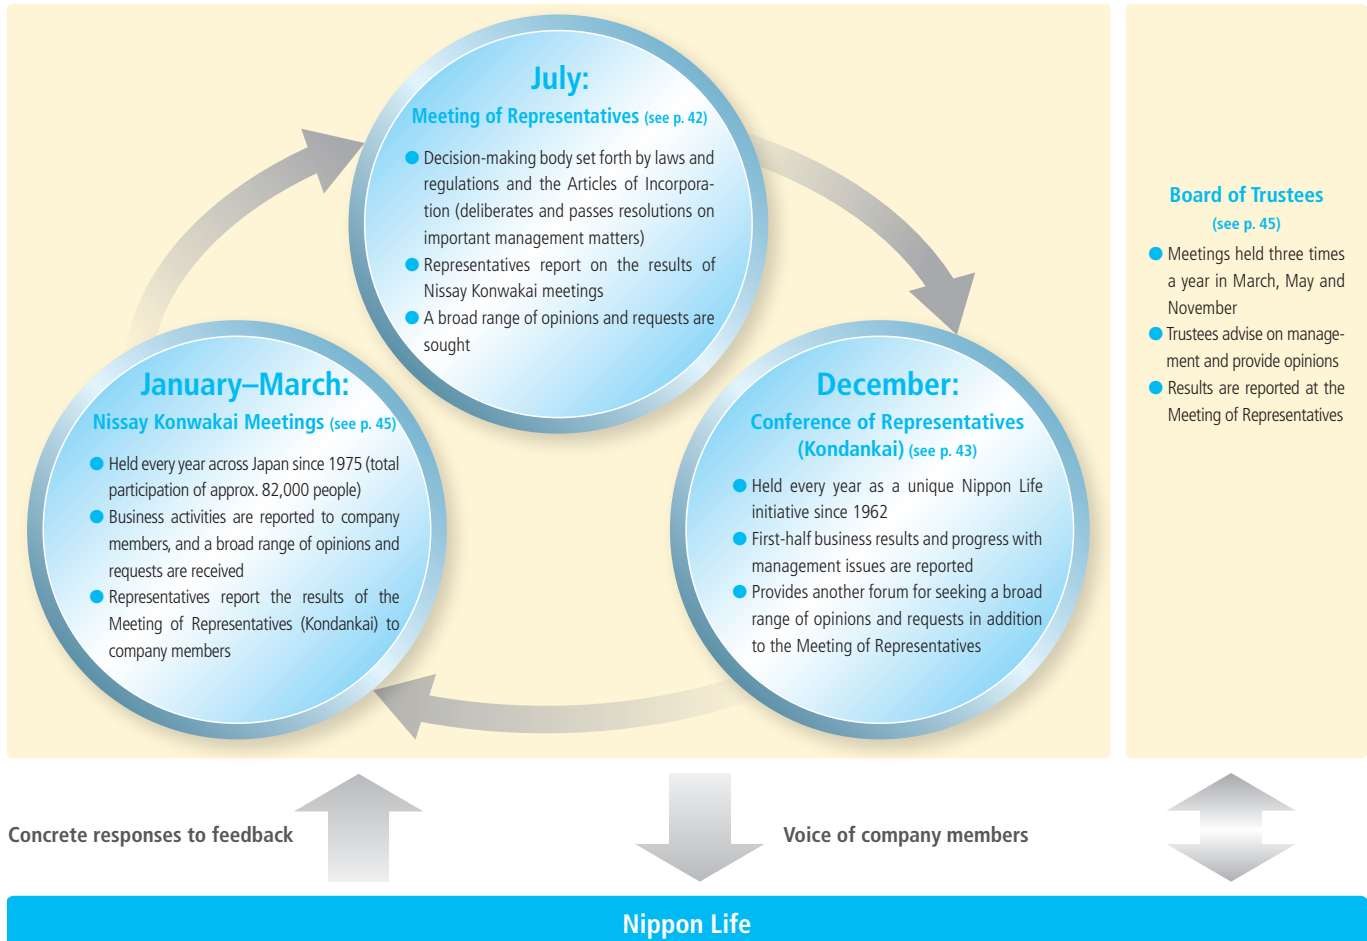 July:
Meeting of Representatives (see p. 42)
● Decision-making body set forth by laws and
regulations and the Articles of Incorpora-
tion (deliberates and passes resolutions on
important management matters)
● Representatives report on the results of
Nissay Konwakai meetings
● A broad range of opinions and requests are
sought
January–March:
Nissay Konwakai Meetings (see p. 45)
● Held every year across Japan since 1975 (total
participation of approx. 82,000 people)
● Business activities are reported to company
members, and a broad range of opinions and
requests are received
● Representatives report the results of the
Meeting of Representatives (Kondankai) to
company members
December:
Conference of Representatives
(Kondankai) (see p. 43)
● Held every year as a unique Nippon Life
initiative since 1962
● First-half business results and progress with
management issues are reported
● Provides another forum for seeking a broad
range of opinions and requests in addition
to the Meeting of Representatives
Board of Trustees
(see p. 45)
● Meetings held three times
a year in March, May and
November
● Trustees advise on manage-
ment and provide opinions
● Results are reported at the
Meeting of Representatives
Concrete responses to feedback
Voice of company members
Nippon Life